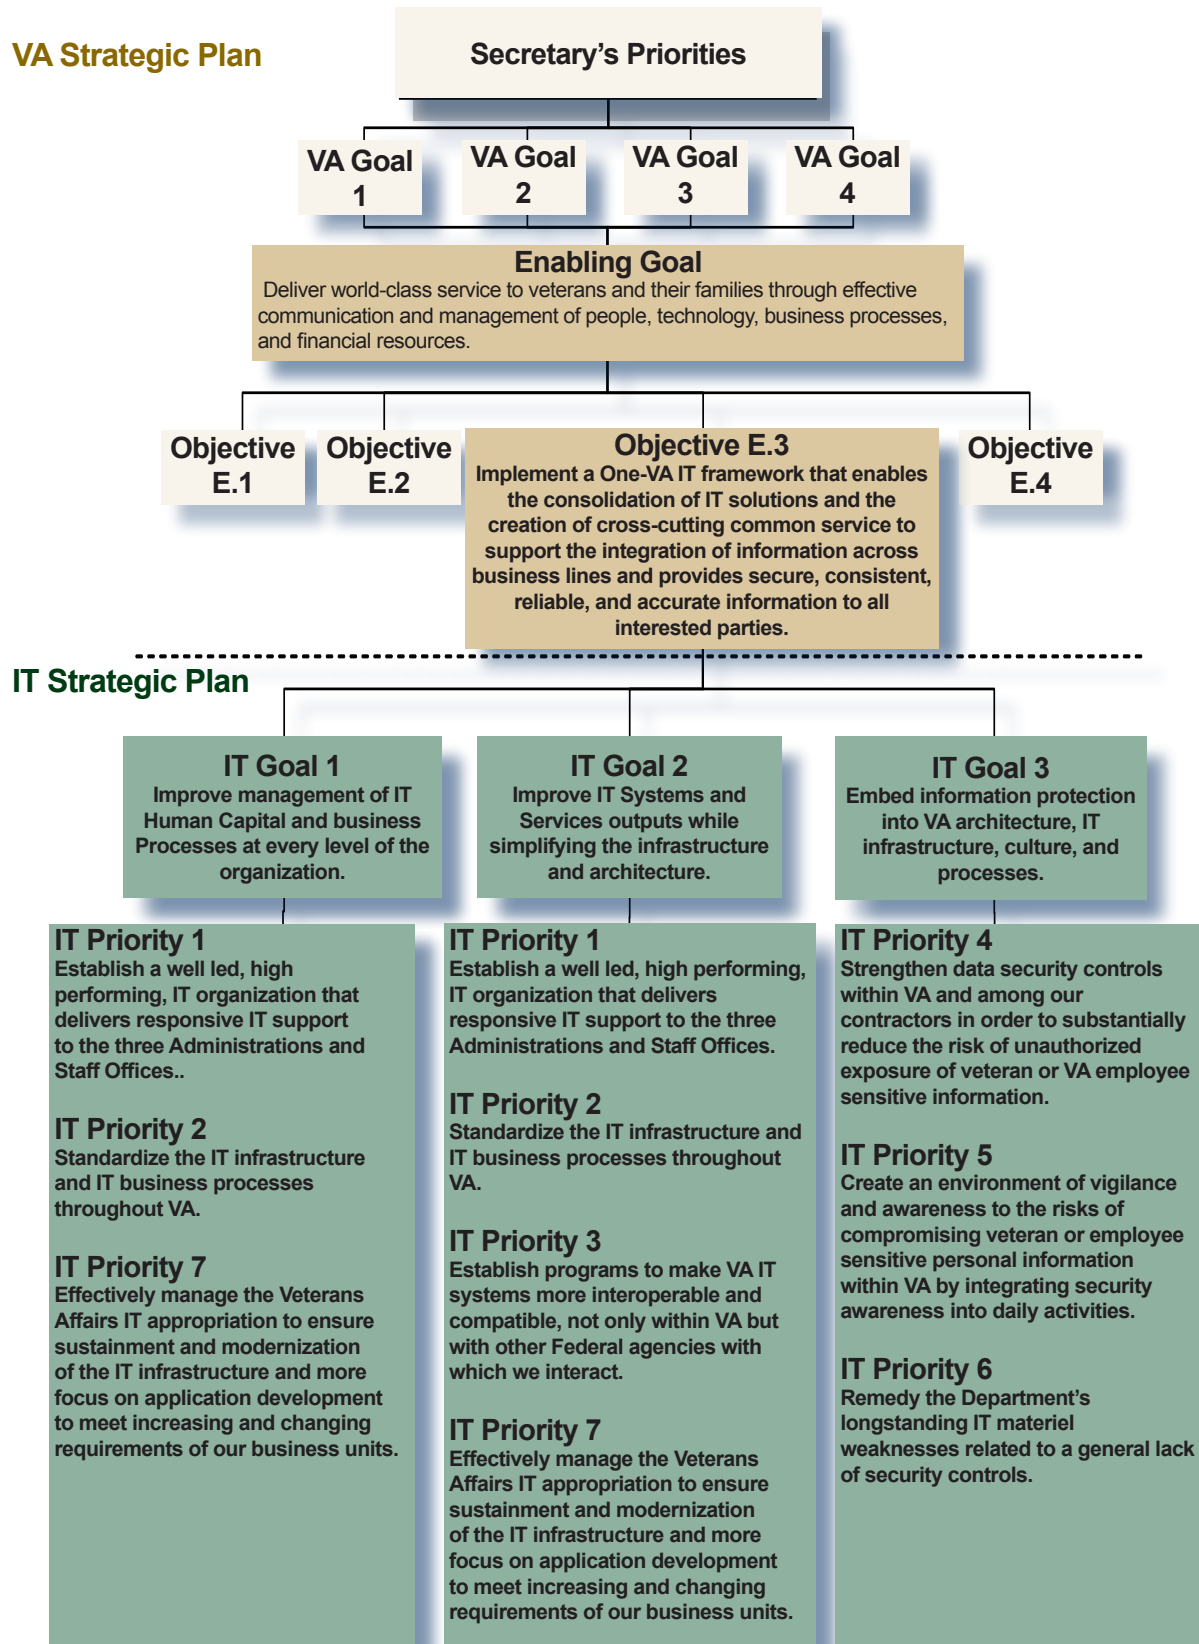 VA Strategic Plan
Secretary's Priorities
VA Goal
1
VA Goal
2
VA Goal
3
VA Goal
4
Enabling Goal
Deliver world-class service to veterans and their families through effective
communication and management of people, technology, business processes,
and financial resources.
Objective
E.1
Objective
E.2
Objective E.3
Implement a One-VA IT framework that enables
the consolidation of IT solutions and the
creation of cross-cutting common service to
support the integration of information across
business lines and provides secure, consistent,
reliable, and accurate information to all
interested parties.
Objective
E.4
IT Strategic Plan
IT Goal 1
Improve management of IT
Human Capital and business
Processes at every level of the
organization.
IT Goal 2
Improve IT Systems and
Services outputs while
simplifying the infrastructure
and architecture.
IT Goal 3
Embed information protection
into VA architecture, IT
infrastructure, culture, and
processes.
IT Priority 1
Establish a well led, high
performing, IT organization that
delivers responsive IT support
to the three Administrations and
Staff Offices..
IT Priority 2
Standardize the IT infrastructure
and IT business processes
throughout VA.
IT Priority 7
Effectively manage the Veterans
Affairs IT appropriation to ensure
sustainment and modernization
of the IT infrastructure and more
focus on application development
to meet increasing and changing
requirements of our business units.
IT Priority 1
Establish a well led, high performing,
IT organization that delivers
responsive IT support to the three
Administrations and Staff Offices.
IT Priority 2
Standardize the IT infrastructure and
IT business processes throughout
VA.
IT Priority 3
Establish programs to make VA IT
systems more interoperable and
compatible, not only within VA but
with other Federal agencies with
which we interact.
IT Priority 7
Effectively manage the Veterans
Affairs IT appropriation to ensure
sustainment and modernization
of the IT infrastructure and more
focus on application development
to meet increasing and changing
requirements of our business units.
IT Priority 4
Strengthen data security controls
within VA and among our
contractors in order to substantially
reduce the risk of unauthorized
exposure of veteran or VA employee
sensitive information.
IT Priority 5
Create an environment of vigilance
and awareness to the risks of
compromising veteran or employee
sensitive personal information
within VA by integrating security
awareness into daily activities.
IT Priority 6
Remedy the Department's
longstanding IT materiel
weaknesses related to a general lack
of security controls.